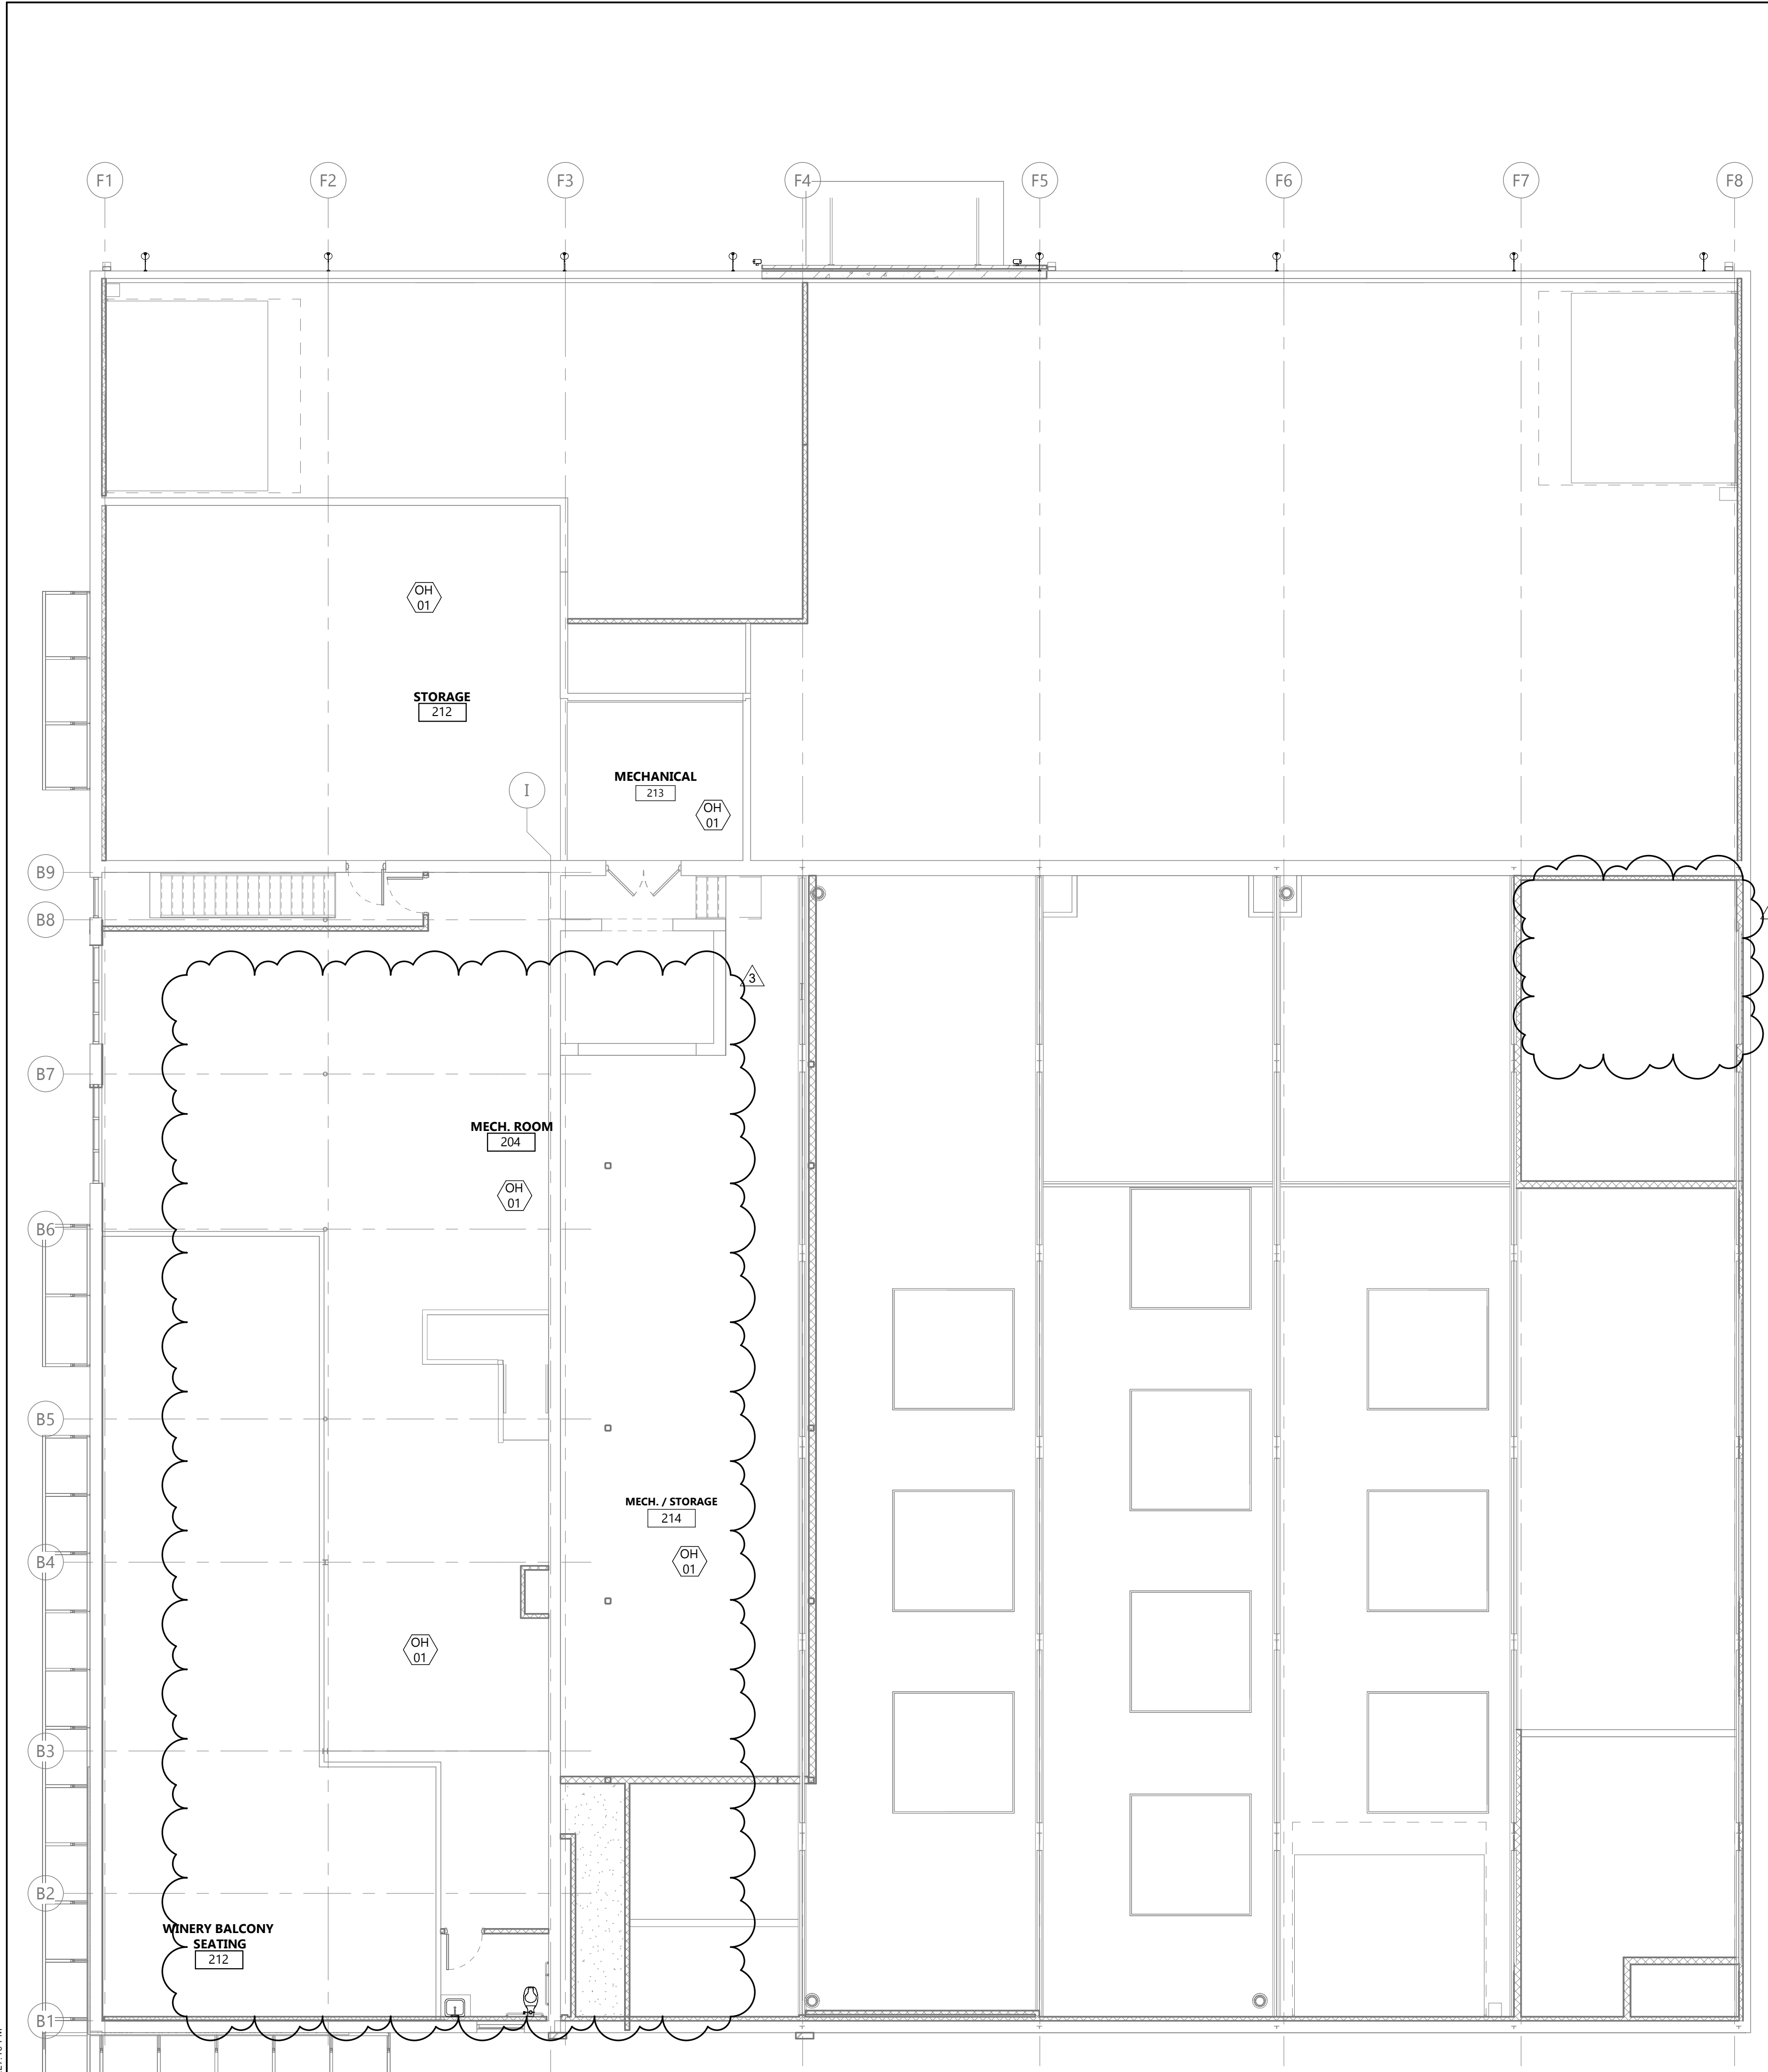 F1
F2
F3
F4
F5
F6
F7
F8
OH
01
STORAGE
212
MECHANICAL
213
I
OH
01
B9
B8
3
B7
MECH. ROOM
204
OH
01
B6
B5
MECH. / STORAGE
214
OH
01
B4
OH
01
B3
B2
WINERY BALCONY
SEATING
212
B1